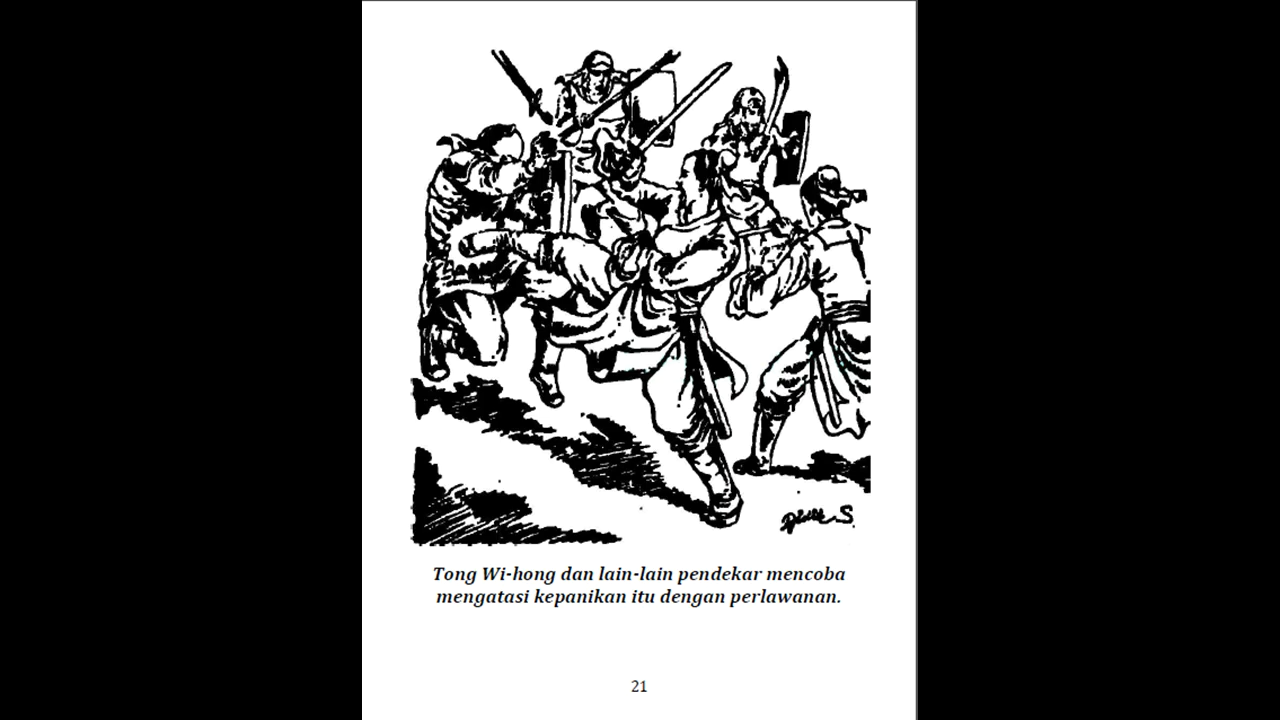 Tong Wi-hong dan lain-lain pendekar mencoba
mengatasi kepanikan itu dengan perlawanan.
21